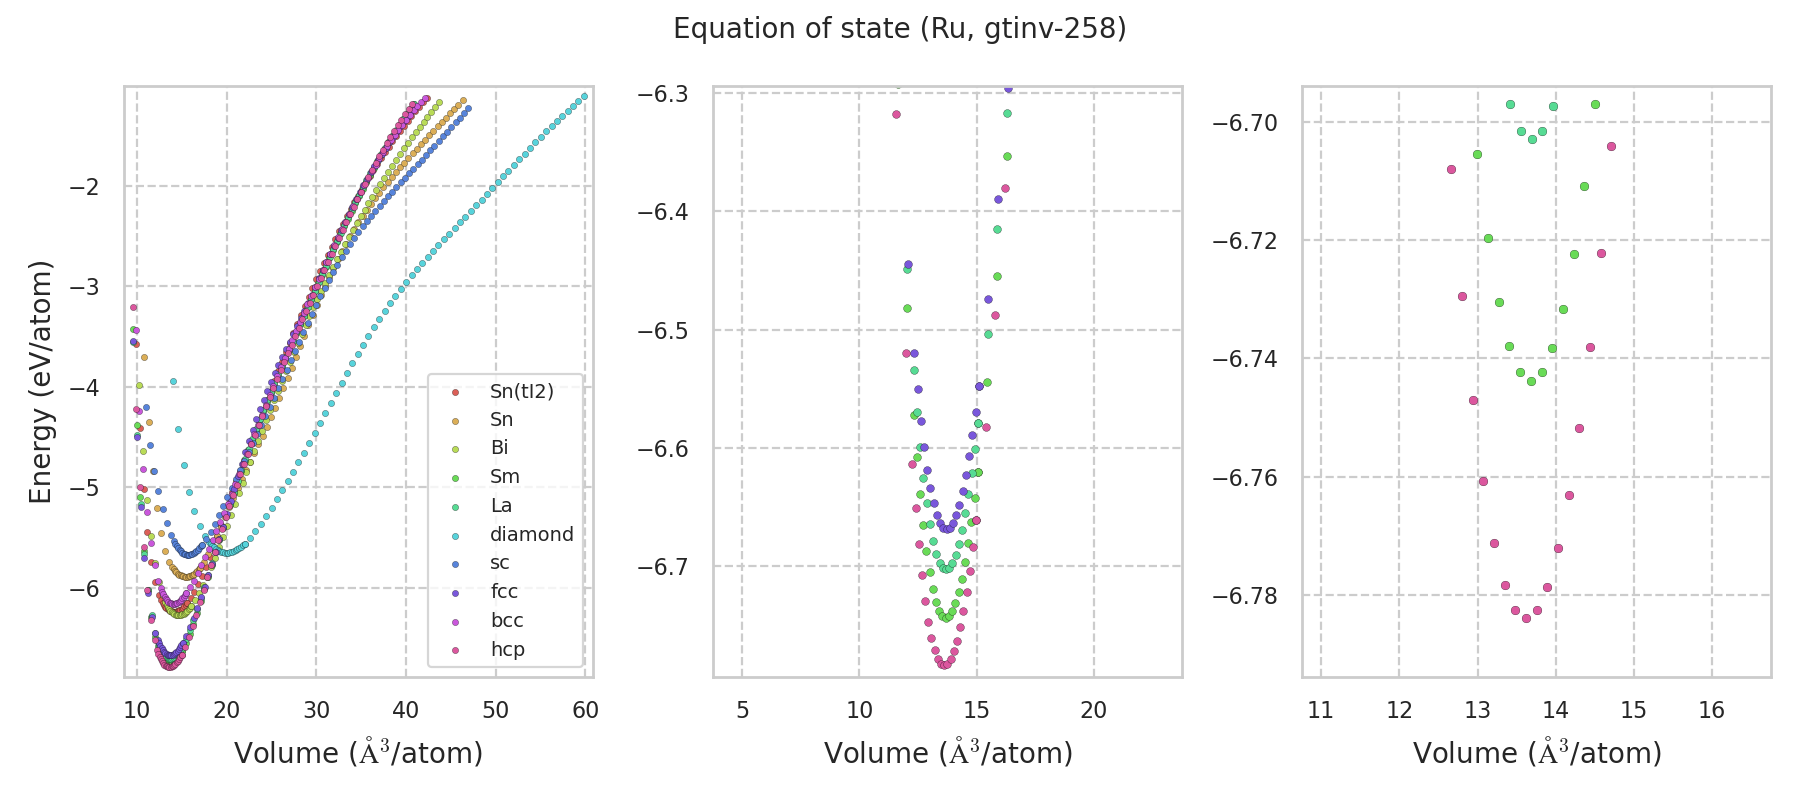 Equation of state (Ru, gtinv-258)
Energy (eV/atom)
−2
−3
−4
−5
−6
10 20 30 40 50 60
Volume (Å³/atom)
Sn(tI2)
Sn
Bi
Sm
La
diamond
sc
fcc
bcc
hcp
−6.3
−6.4
−6.5
−6.6
−6.7
5 10 15 20
Volume (Å³/atom)
−6.70
−6.72
−6.74
−6.76
−6.78
11 12 13 14 15 16
Volume (Å³/atom)